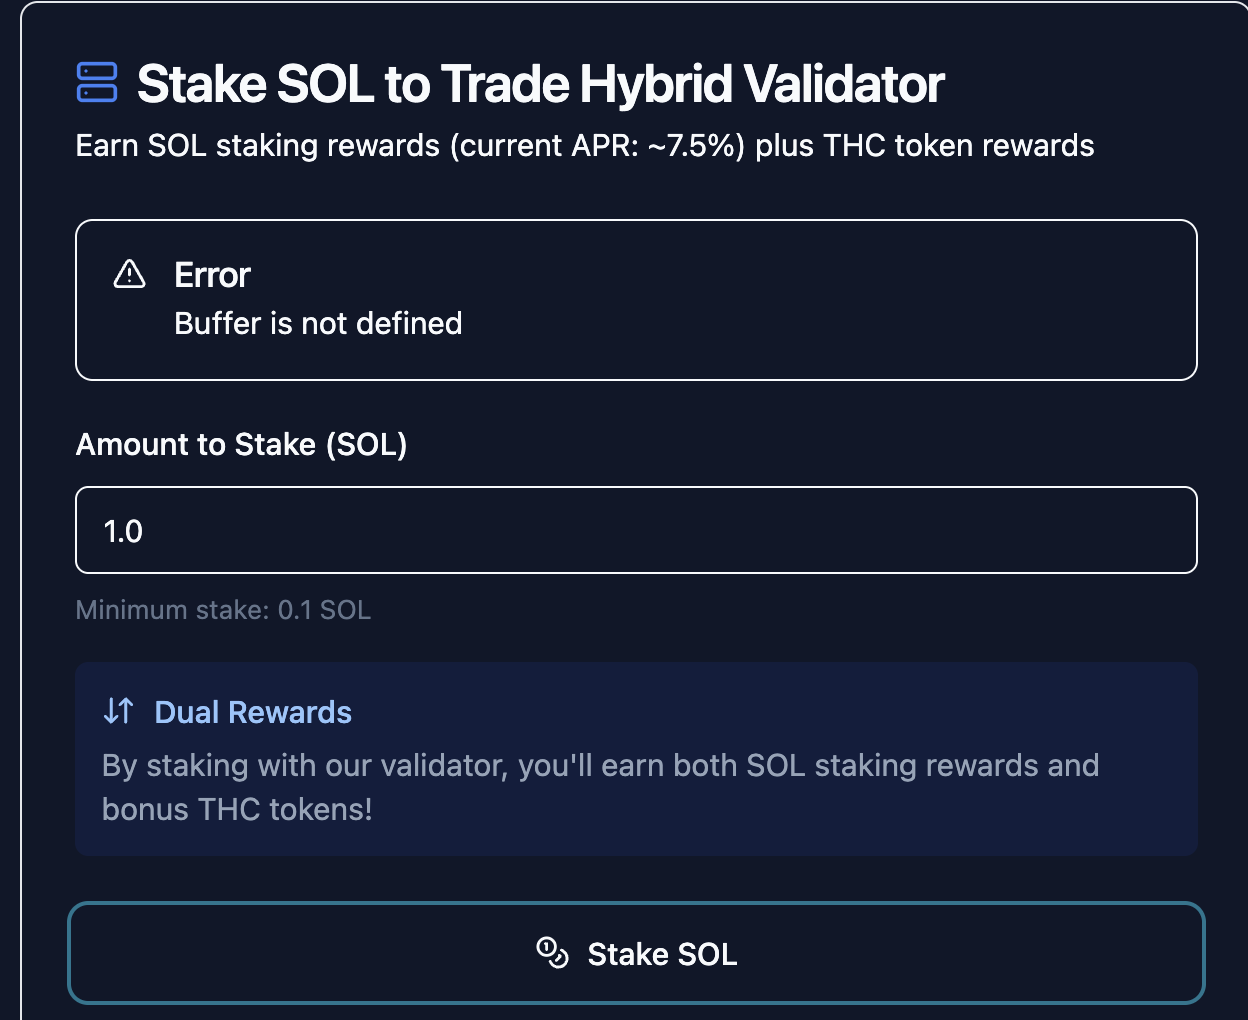 Stake SOL to Trade Hybrid Validator
Earn SOL staking rewards (current APR: ~7.5%) plus THC token rewards
Error
Buffer is not defined
Amount to Stake (SOL)
1.0
Minimum stake: 0.1 SOL
Dual Rewards
By staking with our validator, you'll earn both SOL staking rewards and
bonus THC tokens!
Stake SOL